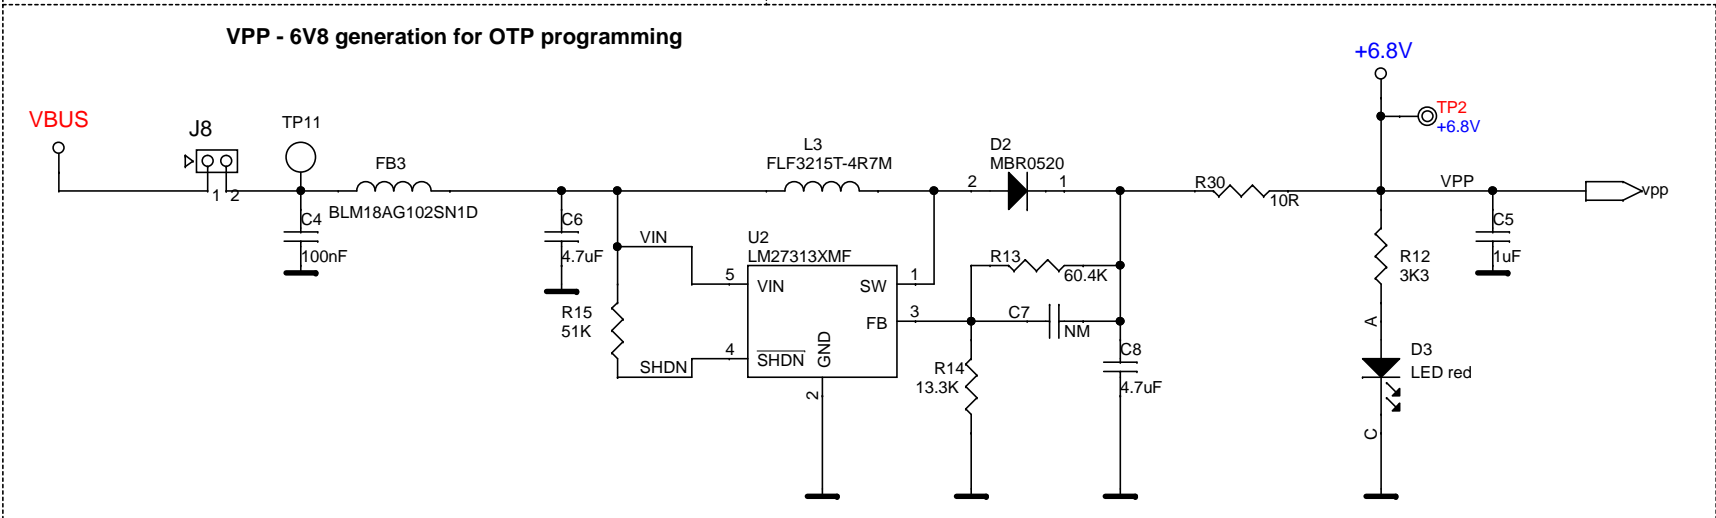 VPP - 6V8 generation for OTP programming
+6.8V
TP2
+6.8V
VBUS
J8
TP11
FB3
L3
FLF3215T-4R7M
D2
MBR0520
1 2
2
1
R30
10R
VPP
vpp
BLM18AG102SN1D
C4
100nF
C6
4.7uF
VIN
U2
LM27313XMF
5
VIN
SW
1
R13
60.4K
C5
1uF
R12
3K3
R15
51K
FB
3
C7
NM
A
4
SHDN
SHDN
GND
2
R14
13.3K
C8
4.7uF
D3
LED red
C